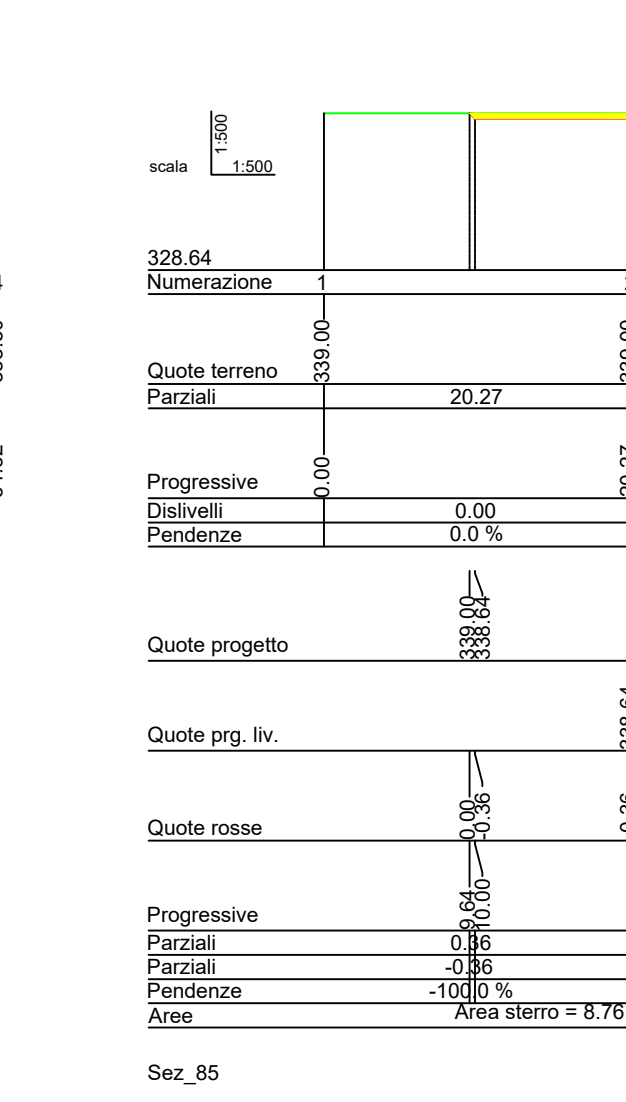 1:500
scala 1:500
328.64
Numerazione 1
339.00
Quote terreno
Parziali 20.27
0.00
Progressive
Dislivelli 0.00
Pendenze 0.0 %
339.00 338.64
Quote progetto
Quote prg. liv.
0.00 -0.36
Quote rosse
9.64 10.00
Progressive
Parziali 0.36
Parziali -0.36
Pendenze -100.0 %
Aree Area sterro = 8.76
Sez_85